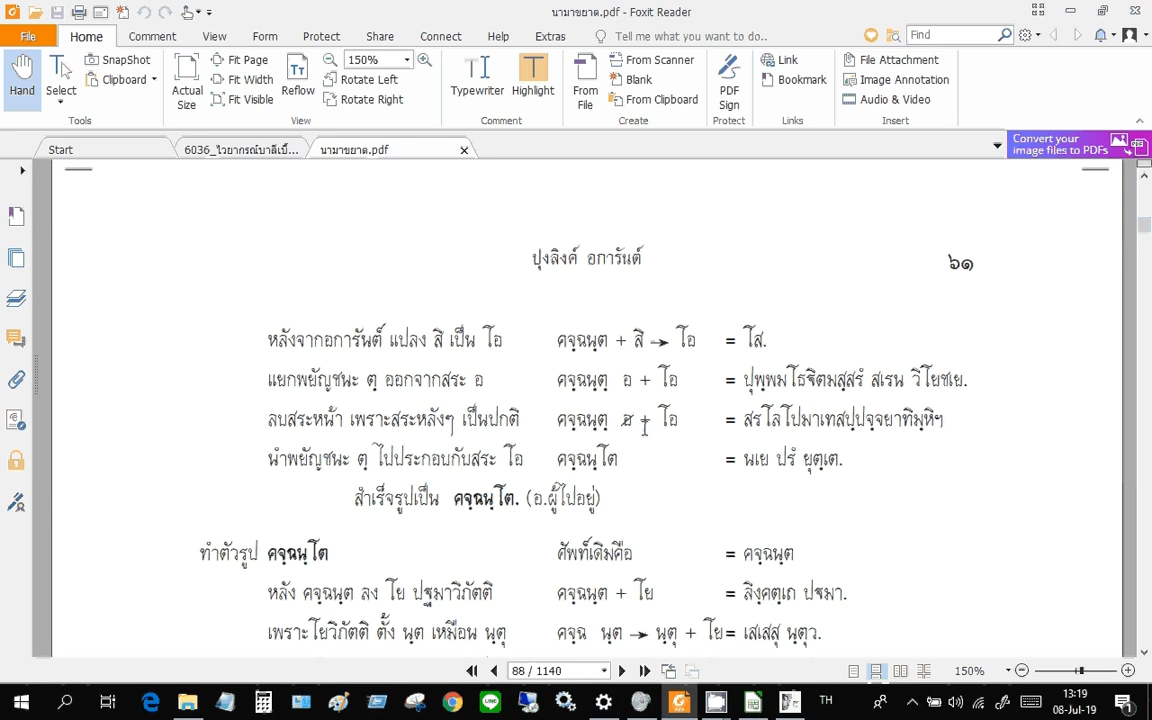 นามาขยาต.pdf - Foxit Reader
File Home Comment View Form Protect Share Connect Help Extras Tell me what you want to do.. Find
Hand Select SnapShot Clipboard Actual Size Fit Page Fit Width Fit Visible Reflow 150% Rotate Left Rotate Right Typewriter Highlight From File From Scanner Blank From Clipboard PDF Sign Link Bookmark File Attachment Image Annotation Audio & Video
Tools View Comment Create Protect Links Insert
Start 6036_ไวยากรณ์บาลีเบื้... นามาขยาต.pdf
Convert your
image files to PDFs
ปุงลิงค์ อการันต์ ๖๑
หลังจากอการันต์ แปลง สิ เป็น โอ คจฺฉนฺต + สิ → โอ = โส.
แยกพยัญชนะ ตฺ ออกจากสระ อ คจฺฉนฺตฺ อ + โอ = ปุพฺพมโธฐิตมสฺสรํ สเรน วิโยชเย.
ลบสระหน้า เพราะสระหลังๆ เป็นปกติ คจฺฉนฺตฺ อ + โอ = สรโลโปมาเทสปฺปจฺจยาทิมฺหิฯ
นำพยัญชนะ ตฺ ไปประกอบกับสระ โอ คจฺฉนฺโต = นเย ปรํ ยุตฺเต.
สำเร็จรูปเป็น คจฺฉนฺโต. (อ.ผู้ไปอยู่)
ทำตัวรูป คจฺฉนฺโต ศัพท์เดิมคือ = คจฺฉนฺต
หลัง คจฺฉนฺต ลง โย ปฐมาวิภัตติ คจฺฉนฺต + โย = ลิงฺคตฺเถ ปฐมา.
เพราะโยวิภัตติ ตั้ง นฺต เหมือน นฺตุ คจฺฉ นฺต → นฺตุ + โย = เสเสสุ นฺตุว.
88 / 1140 150%
TH 13:19
08-Jul-19